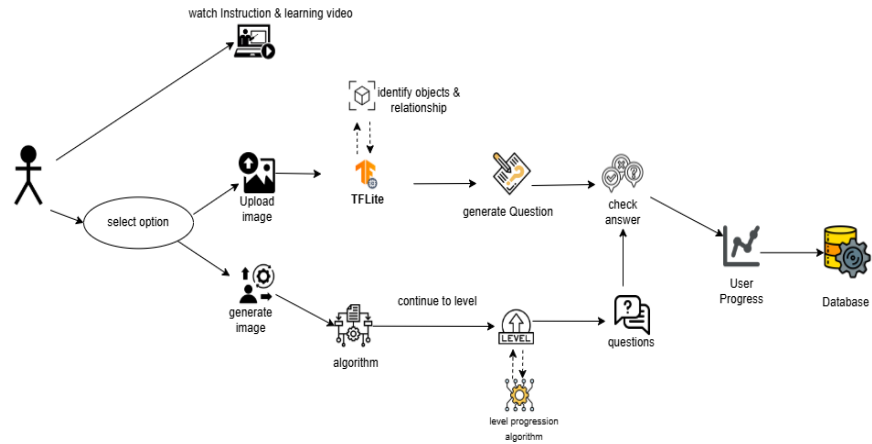 watch Instruction & learning video
identify objects &
relationship
TFLite
Upload
image
select option
generate Question
check
answer
generate
image
algorithm
continue to level
LEVEL
level progression
algorithm
questions
User
Progress
Database